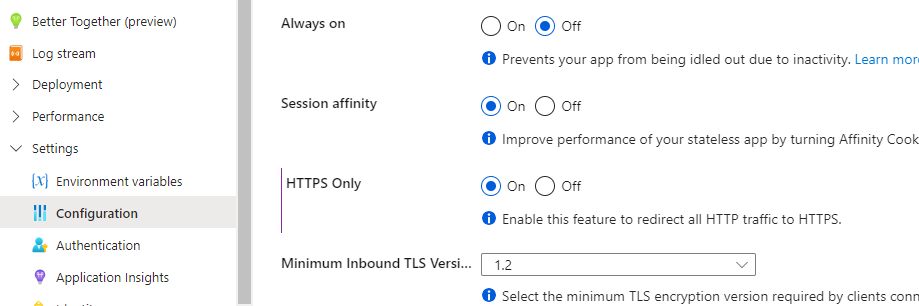 Better Together (preview)
Log stream
Deployment
Performance
Settings
{x} Environment variables
Configuration
Authentication
Application Insights
Always on
On Off
Prevents your app from being idled out due to inactivity. Learn more
Session affinity
On Off
Improve performance of your stateless app by turning Affinity Cook
HTTPS Only
On Off
Enable this feature to redirect all HTTP traffic to HTTPS.
Minimum Inbound TLS Versi...
1.2
Select the minimum TLS encryption version required by clients conn